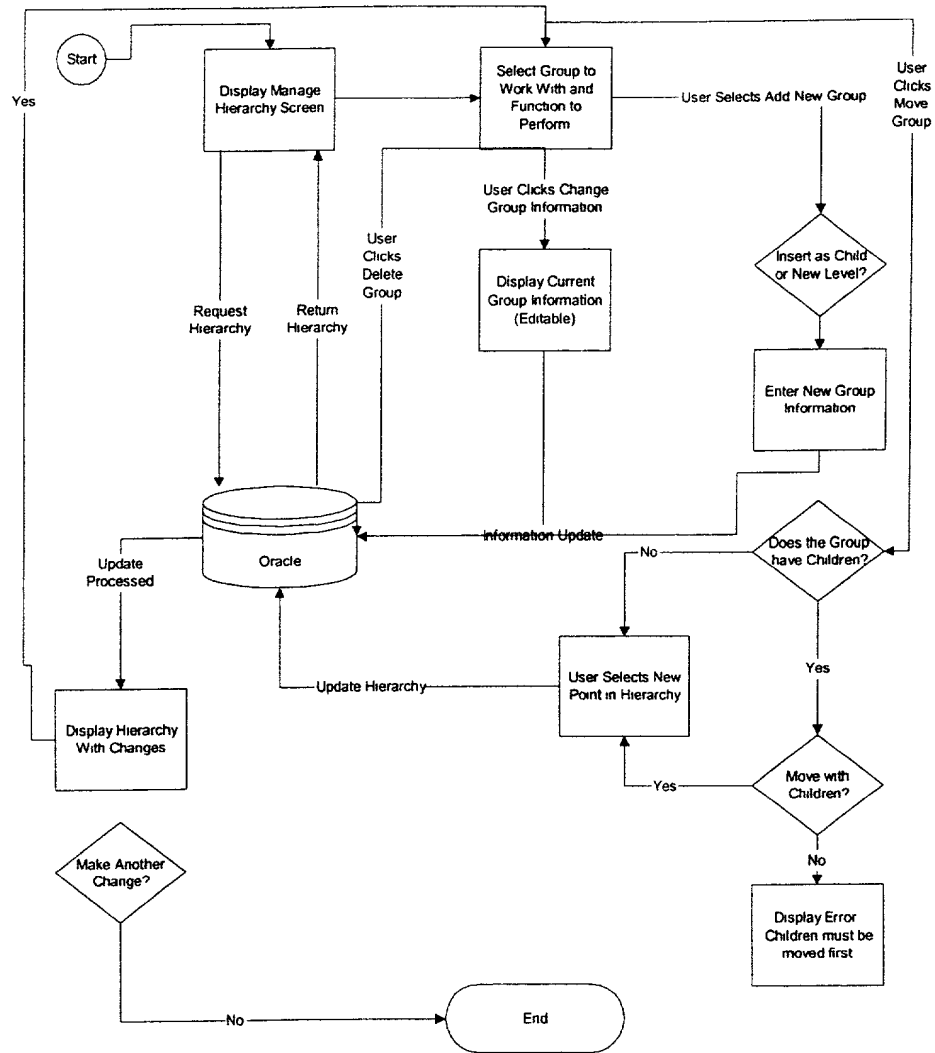 Start
Yes
Display Manage
Hierarchy Screen
Select Group to
Work With and
Function to
Perform
User Selects Add New Group
User
Clicks
Move
Group
User Clicks Change
Group Information
User
Clicks
Delete
Group
Insert as Child
or New Level?
Display Current
Group Information
(Editable)
Request
Hierarchy
Return
Hierarchy
Enter New Group
Information
Information Update
Oracle
No
Does the Group
have Children?
Update
Processed
Yes
User Selects New
Point in Hierarchy
Update Hierarchy
Display Hierarchy
With Changes
Move with
Children?
Yes
No
Make Another
Change?
Display Error
Children must be
moved first
No
End